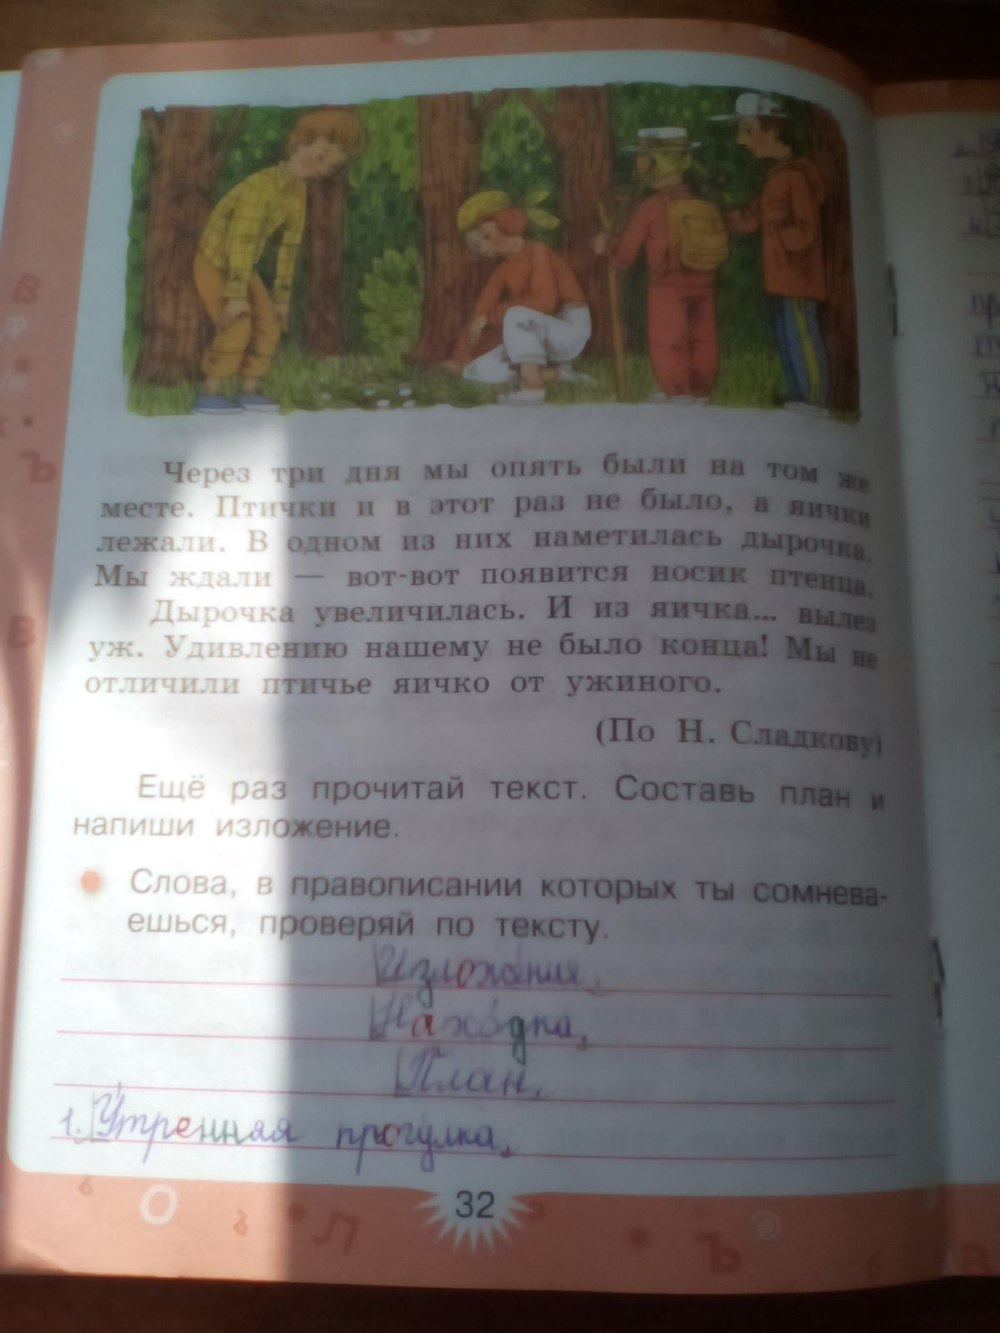 Через три дня мы опять были на том же
месте. Птички и в этот раз не было, а яички
лежали. В одном из них наметилась дырочка.
Мы ждали — вот-вот появится носик птенца.
Дырочка увеличилась. И из яичка... вылез
уж. Удивлению нашему не было конца! Мы не
отличили птичье яичко от ужиного.
(По Н. Сладкову)
Ещё раз прочитай текст. Составь план и
напиши изложение.
Слова, в правописании которых ты сомнева-
ешься, проверяй по тексту.
Изложение.
Находка.
План.
1. Утренняя прогулка.
32